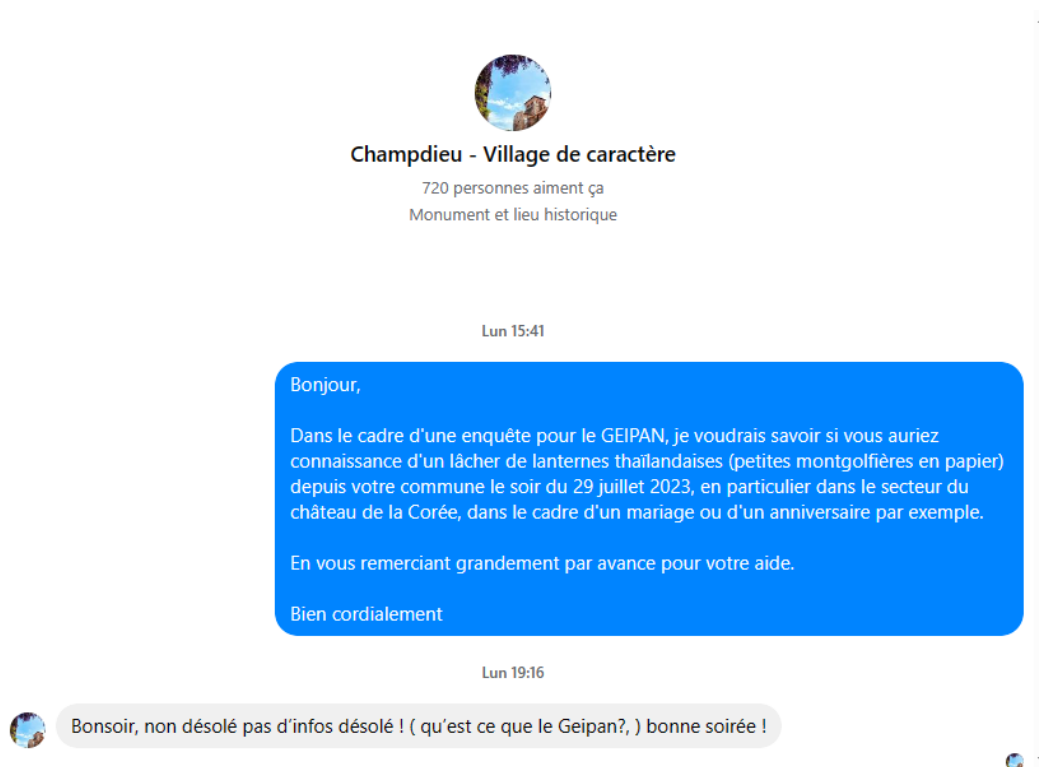 Champdieu - Village de caractère
720 personnes aiment ça
Monument et lieu historique
Lun 15:41
Bonjour,
Dans le cadre d'une enquête pour le GEIPAN, je voudrais savoir si vous auriez
connaissance d'un lâcher de lanternes thaïlandaises (petites montgolfières en papier)
depuis votre commune le soir du 29 juillet 2023, en particulier dans le secteur du
château de la Corée, dans le cadre d'un mariage ou d'un anniversaire par exemple.
En vous remerciant grandement par avance pour votre aide.
Bien cordialement
Lun 19:16
Bonsoir, non désolé pas d'infos désolé ! ( qu'est ce que le Geipan?, ) bonne soirée !